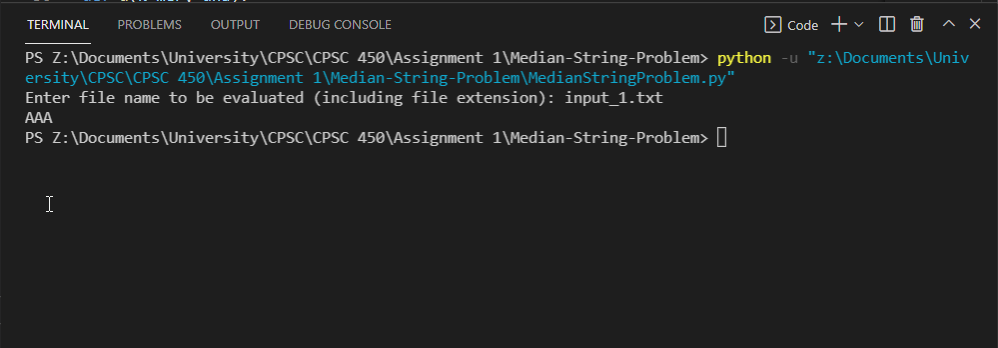 TERMINAL PROBLEMS OUTPUT DEBUG CONSOLE Code
PS Z:\Documents\University\CPSC\CPSC 450\Assignment 1\Median-String-Problem> python -u "z:\Documents\Univ
ersity\CPSC\CPSC 450\Assignment 1\Median-String-Problem\MedianStringProblem.py"
Enter file name to be evaluated (including file extension): input_1.txt
AAA
PS Z:\Documents\University\CPSC\CPSC 450\Assignment 1\Median-String-Problem>